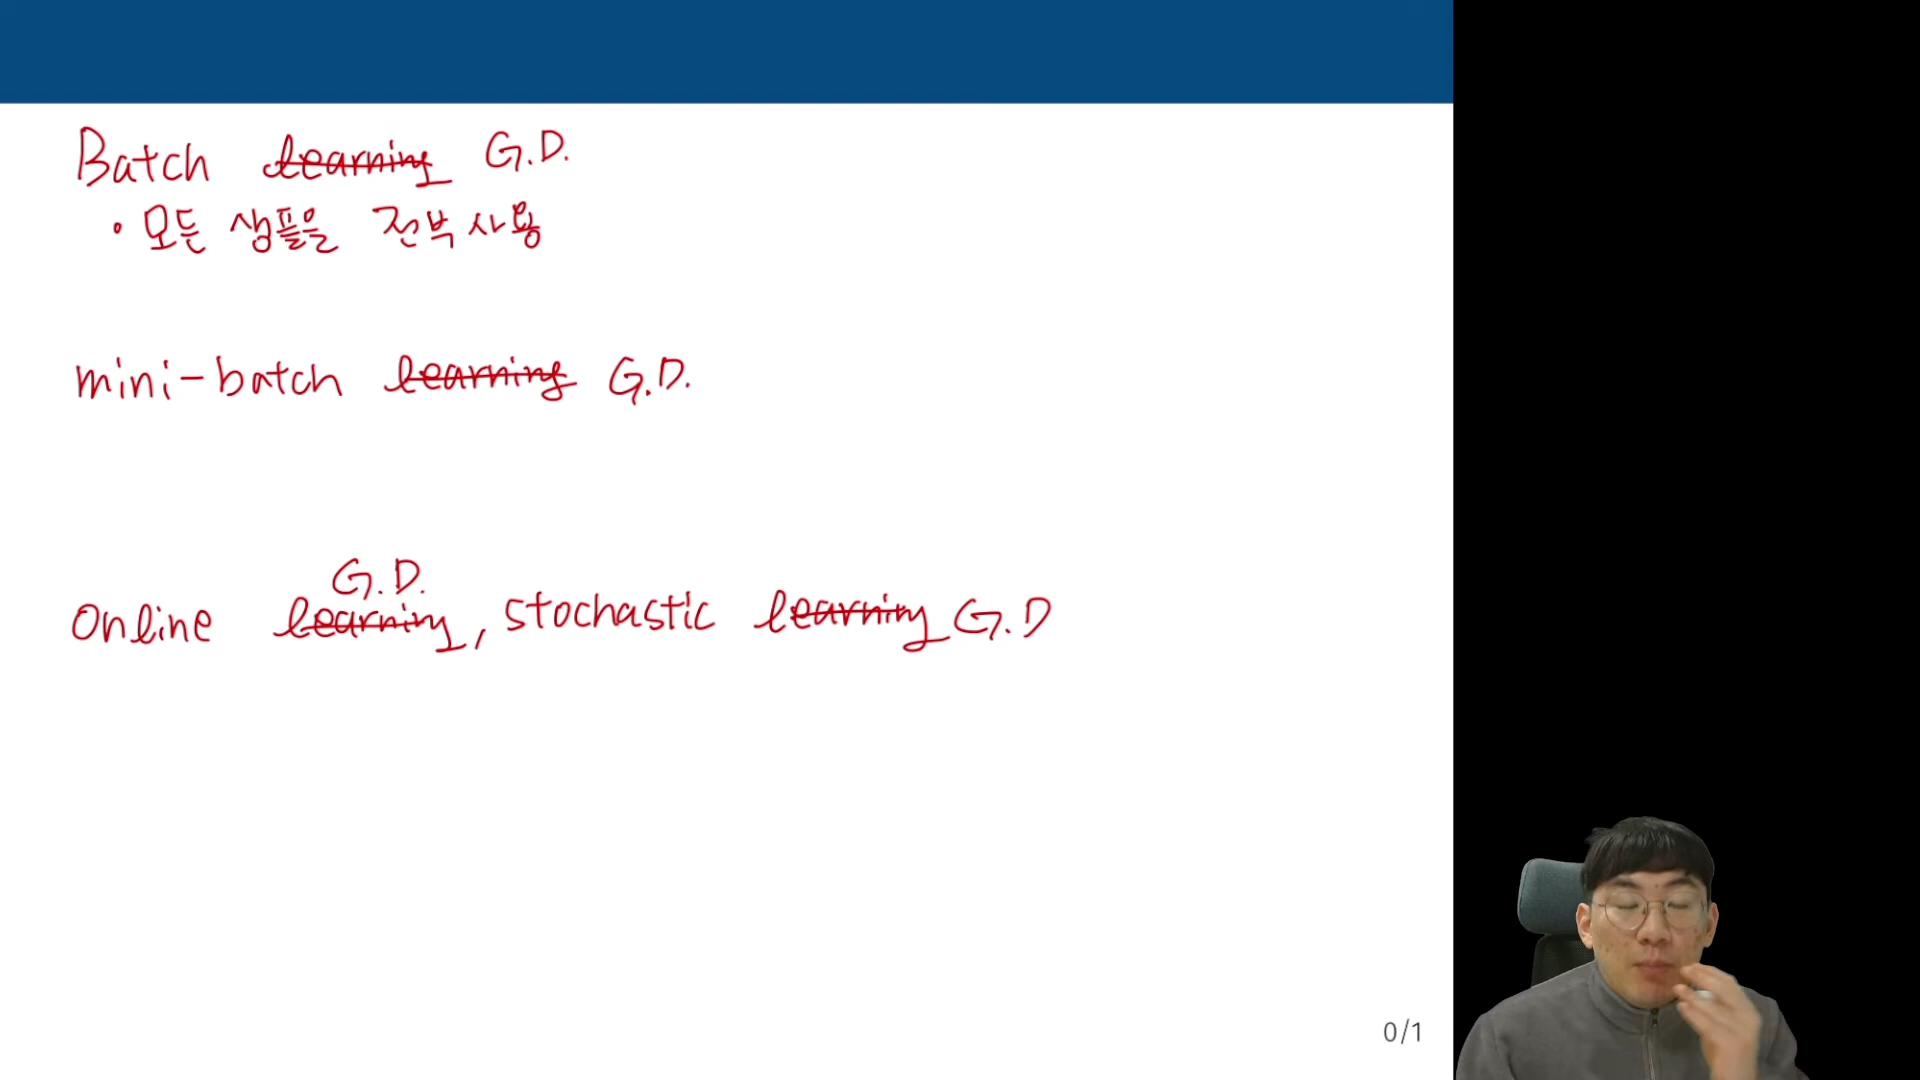 Batch learning G.D.
• 모든 샘플을 전부 사용
mini-batch learning G.D.
G.D.
Online learning, stochastic learning G.D
0/1